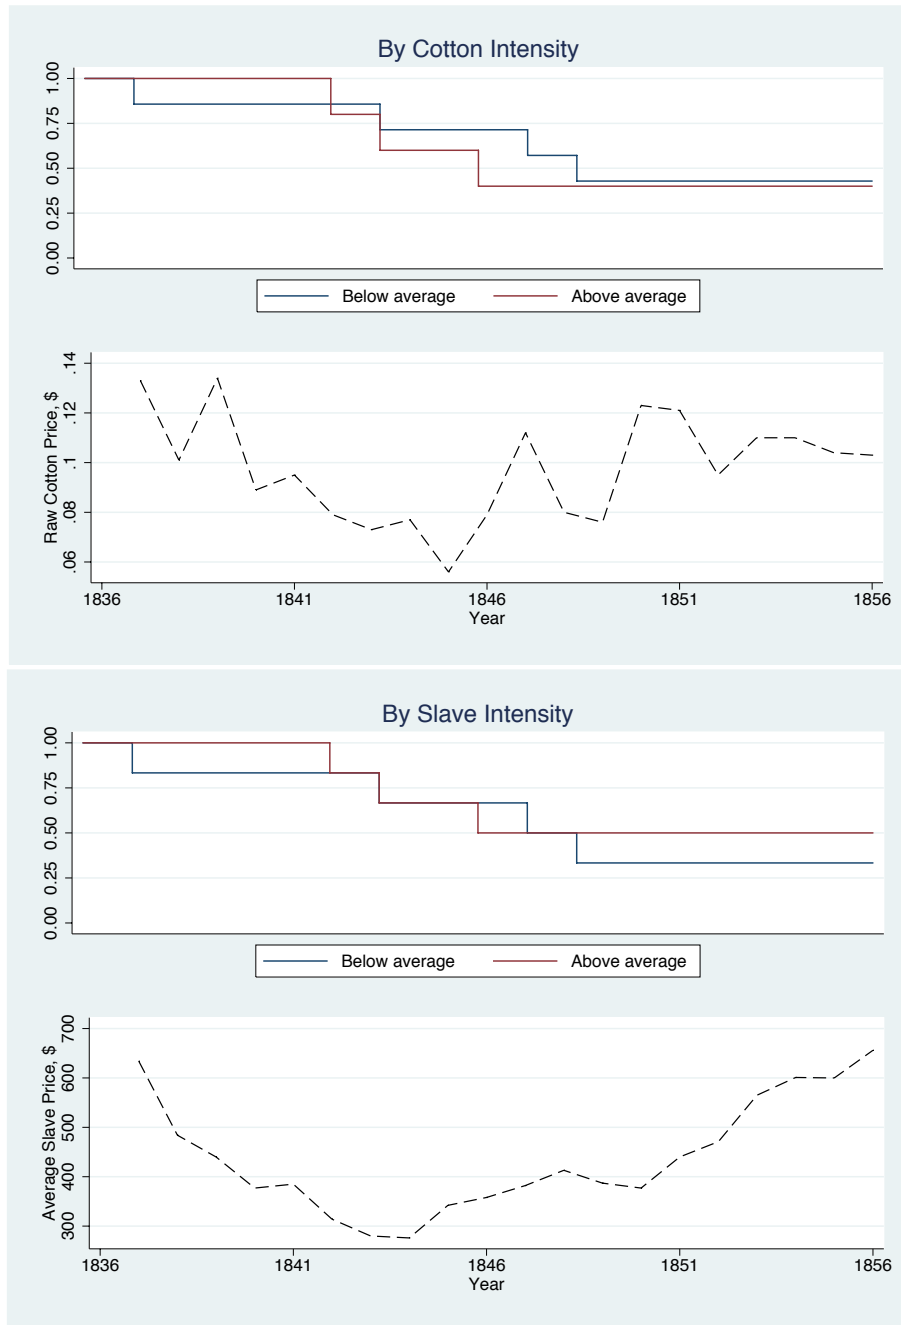 By Cotton Intensity
1.00
0.75
0.50
0.25
0.00
Below average
Above average
Raw Cotton Price, $
.14
.12
.1
.08
.06
1836 1841 1846 1851 1856
Year
By Slave Intensity
1.00
0.75
0.50
0.25
0.00
Below average
Above average
Average Slave Price, $
700
600
500
400
300
1836 1841 1846 1851 1856
Year